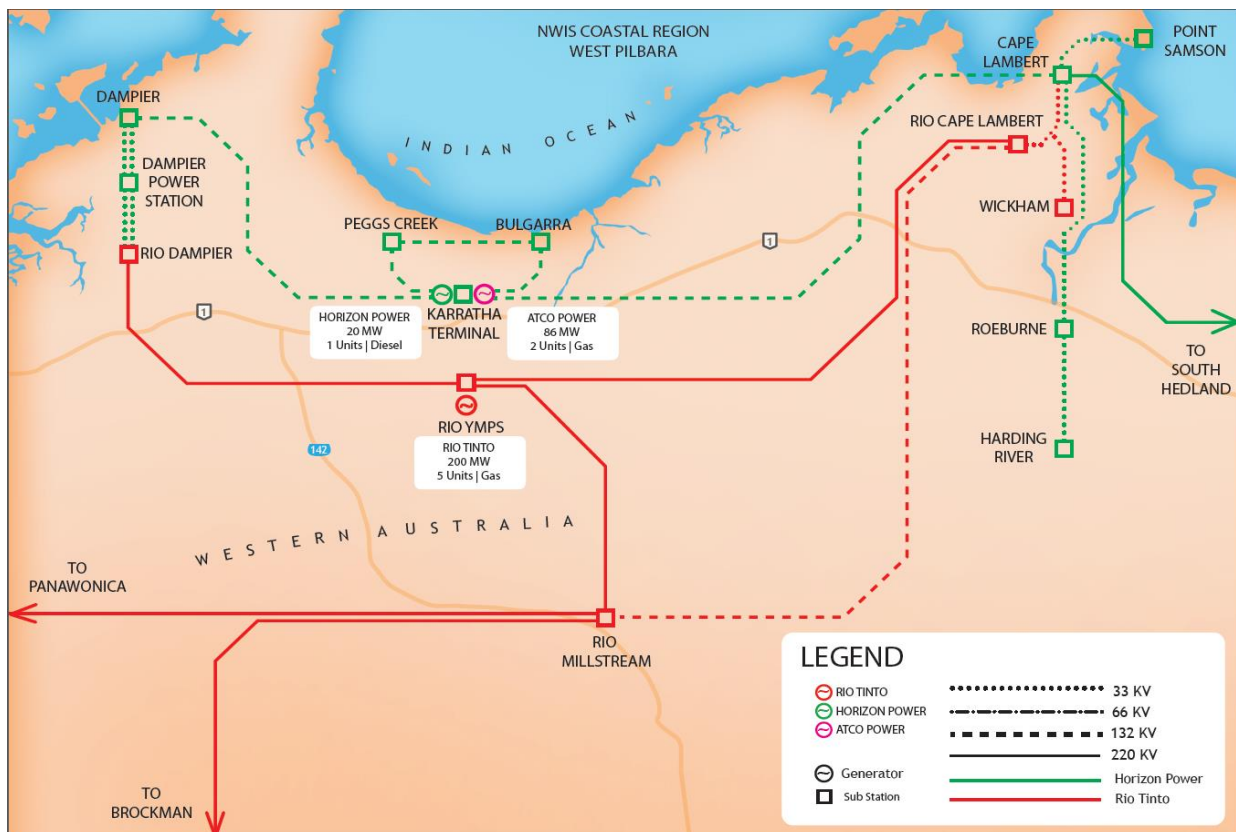 NWIS COASTAL REGION
WEST PILBARA
CAPE
LAMBERT
POINT
SAMSON
DAMPIER
INDIAN OCEAN
RIO CAPE LAMBERT
DAMPIER
POWER
STATION
WICKHAM
PEGGS CREEK
BULGARRA
1
RIO DAMPIER
1
HORIZON POWER
20 MW
1 Units | Diesel
KARRATHA
TERMINAL
ATCO POWER
86 MW
2 Units | Gas
ROEBURNE
TO
SOUTH
HEDLAND
RIO YMPS
RIO TINTO
200 MW
5 Units | Gas
HARDING
RIVER
142
WESTERN AUSTRALIA
TO
PANAWONICA
RIO
MILLSTREAM
TO
BROCKMAN
LEGEND
RIO TINTO
HORIZON POWER
ATCO POWER
Generator
Sub Station
33 KV
66 KV
132 KV
220 KV
Horizon Power
Rio Tinto